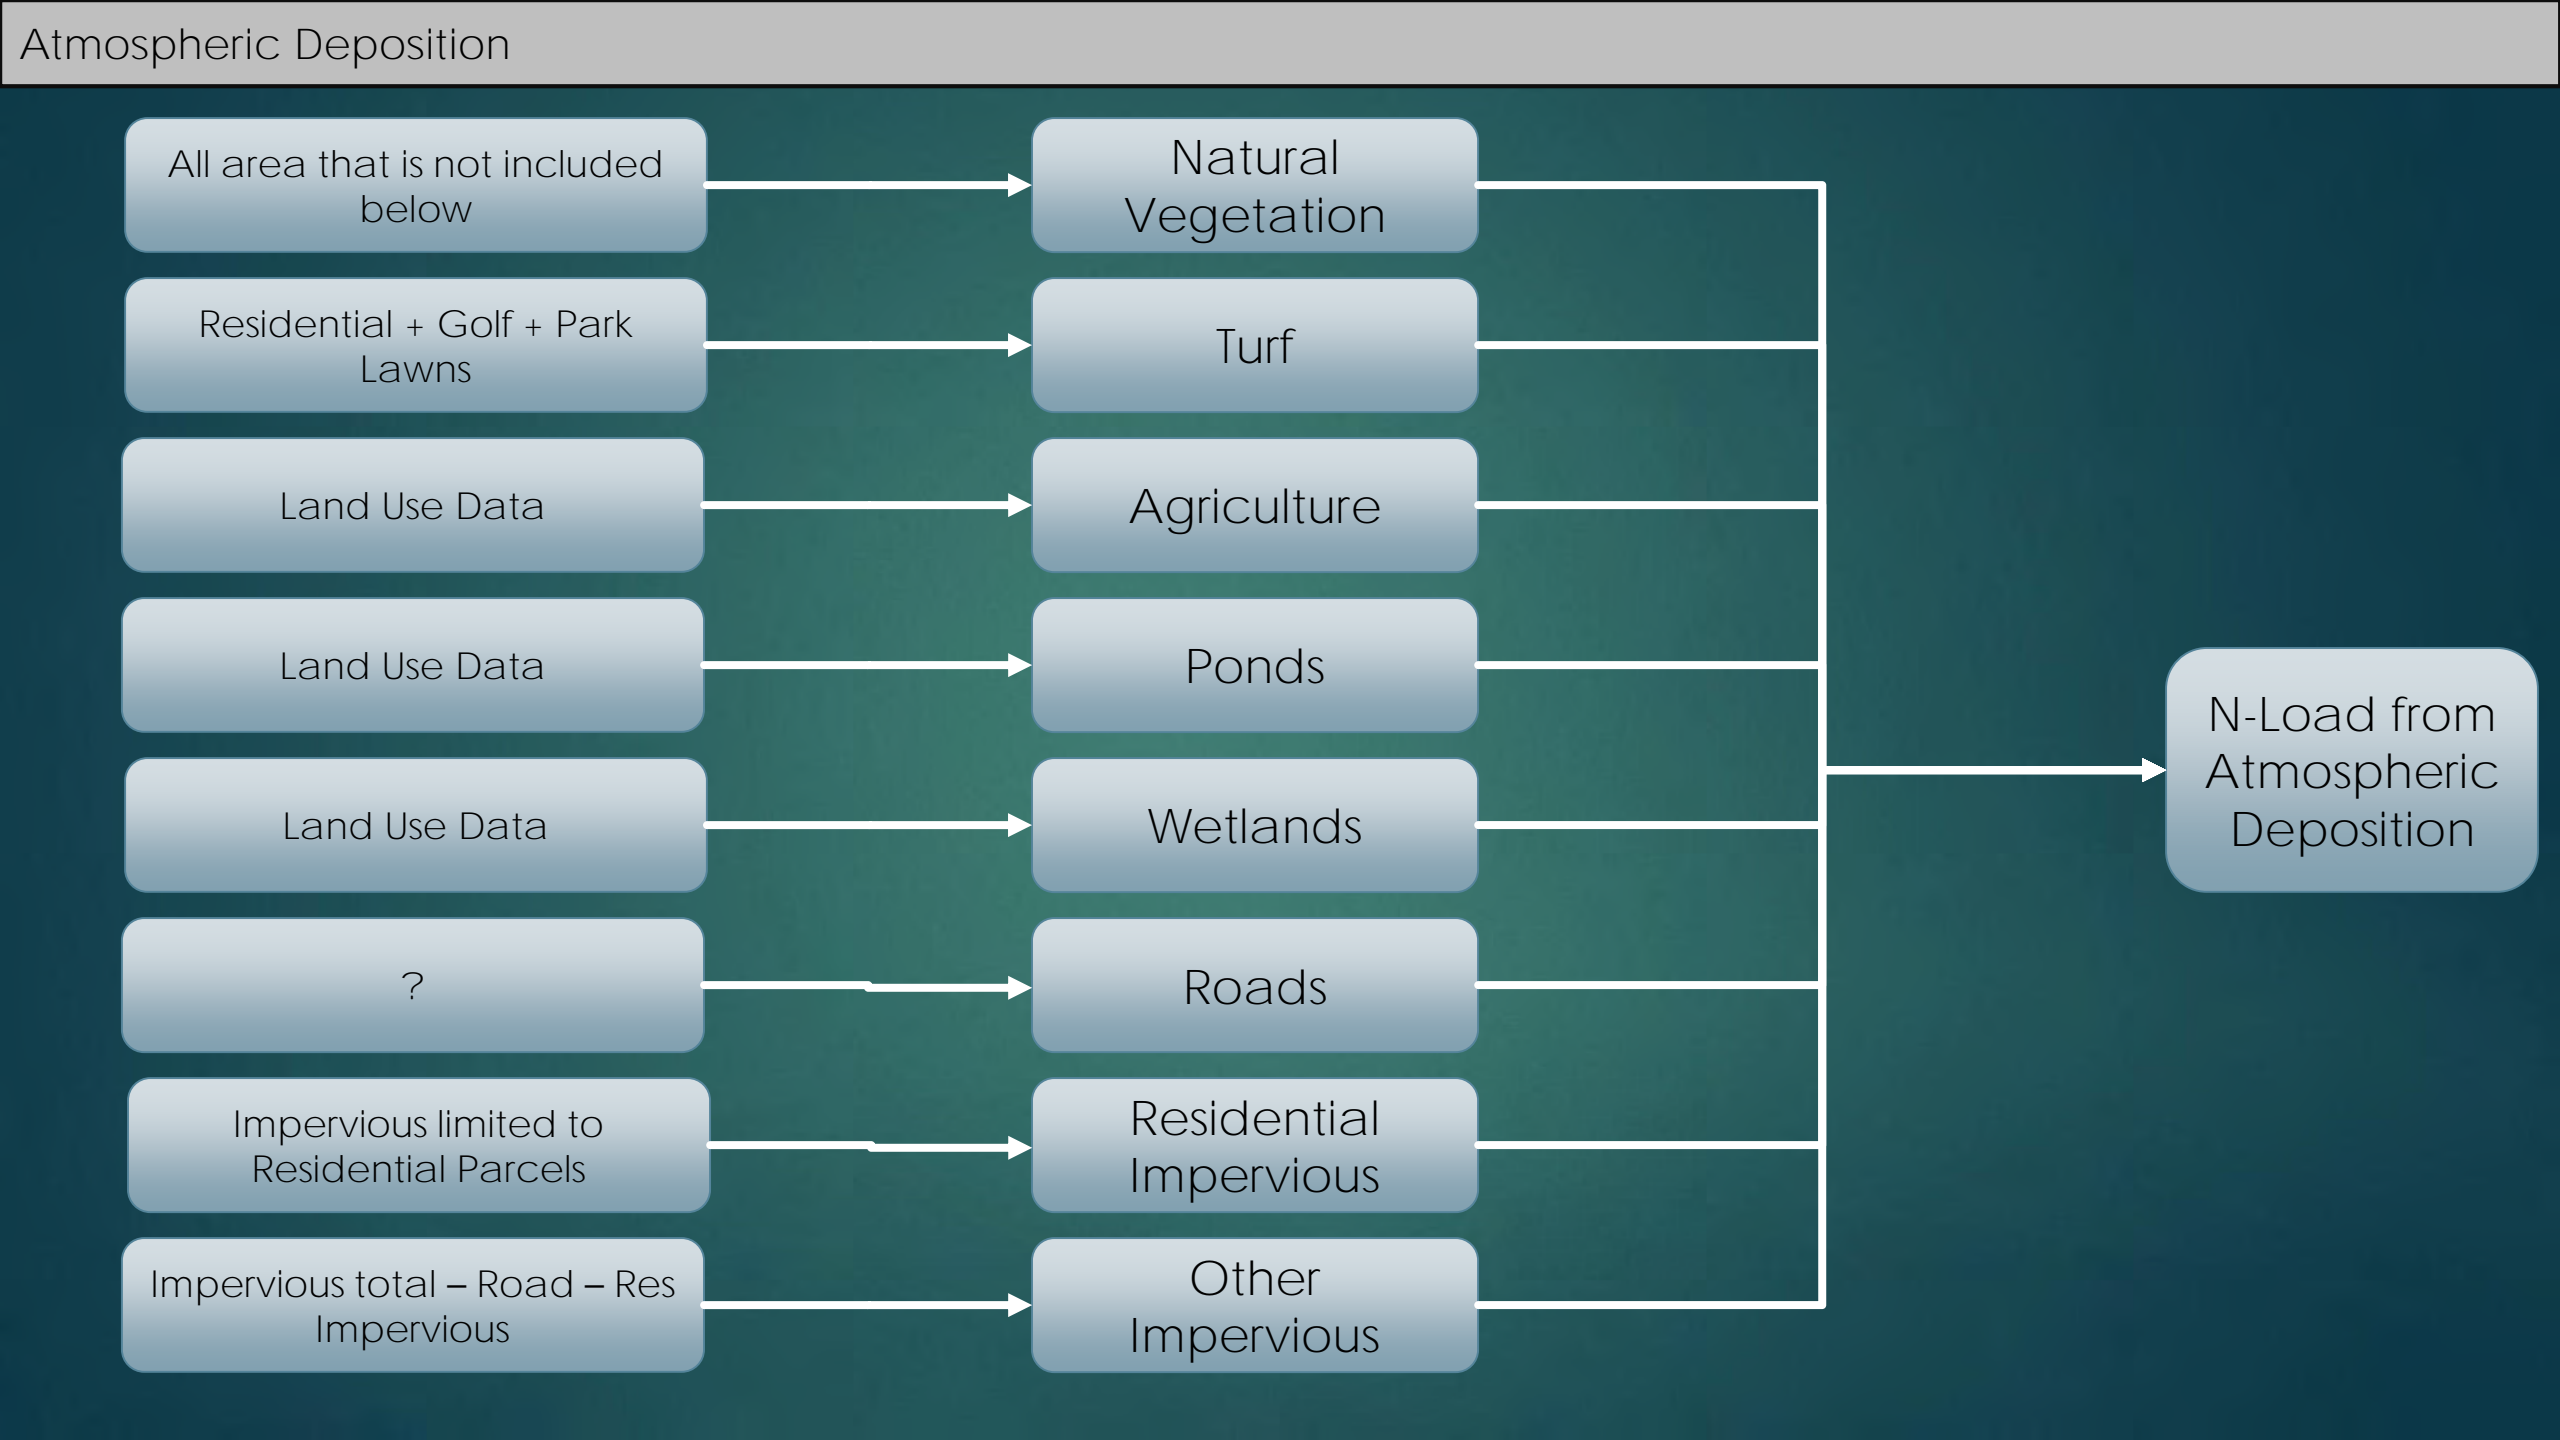 Atmospheric Deposition
All area that is not included
below
Natural
Vegetation
Residential + Golf + Park
Lawns
Turf
Land Use Data
Agriculture
Land Use Data
Ponds
Land Use Data
Wetlands
?
Roads
Impervious limited to
Residential Parcels
Residential
Impervious
Impervious total – Road – Res
Impervious
Other
Impervious
N-Load from
Atmospheric
Deposition